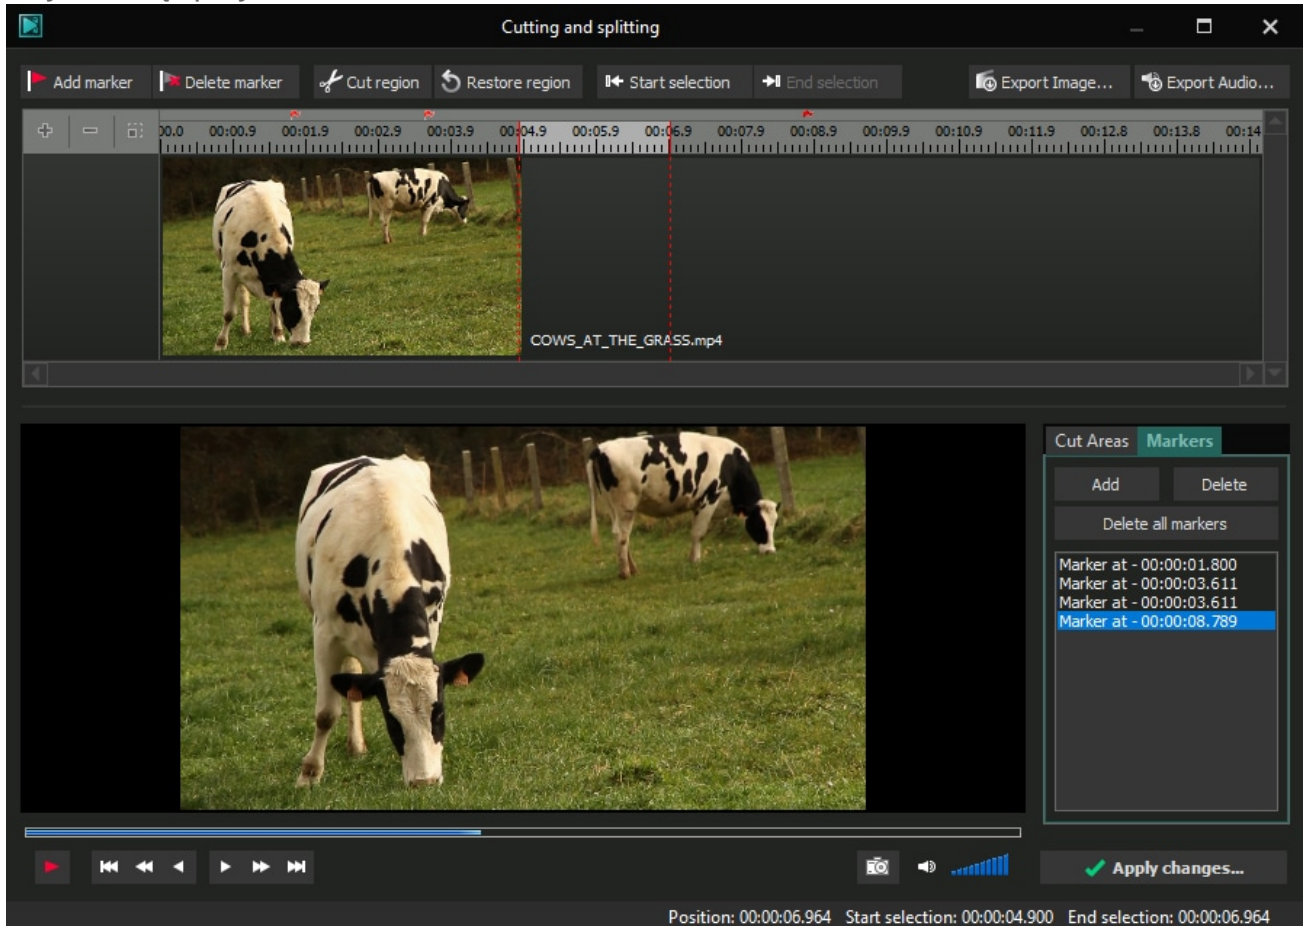 Cutting and splitting
Add marker Delete marker Cut region Restore region Start selection End selection Export Image... Export Audio...
00.0 00:00.9 00:01.9 00:02.9 00:03.9 00:04.9 00:05.9 00:06.9 00:07.9 00:08.9 00:09.9 00:10.9 00:11.9 00:12.8 00:13.8 00:14
COWS_AT_THE_GRASS.mp4
Cut Areas Markers
Add Delete
Delete all markers
Marker at - 00:00:01.800
Marker at - 00:00:03.611
Marker at - 00:00:03.611
Marker at - 00:00:08.789
Apply changes...
Position: 00:00:06.964 Start selection: 00:00:04.900 End selection: 00:00:06.964